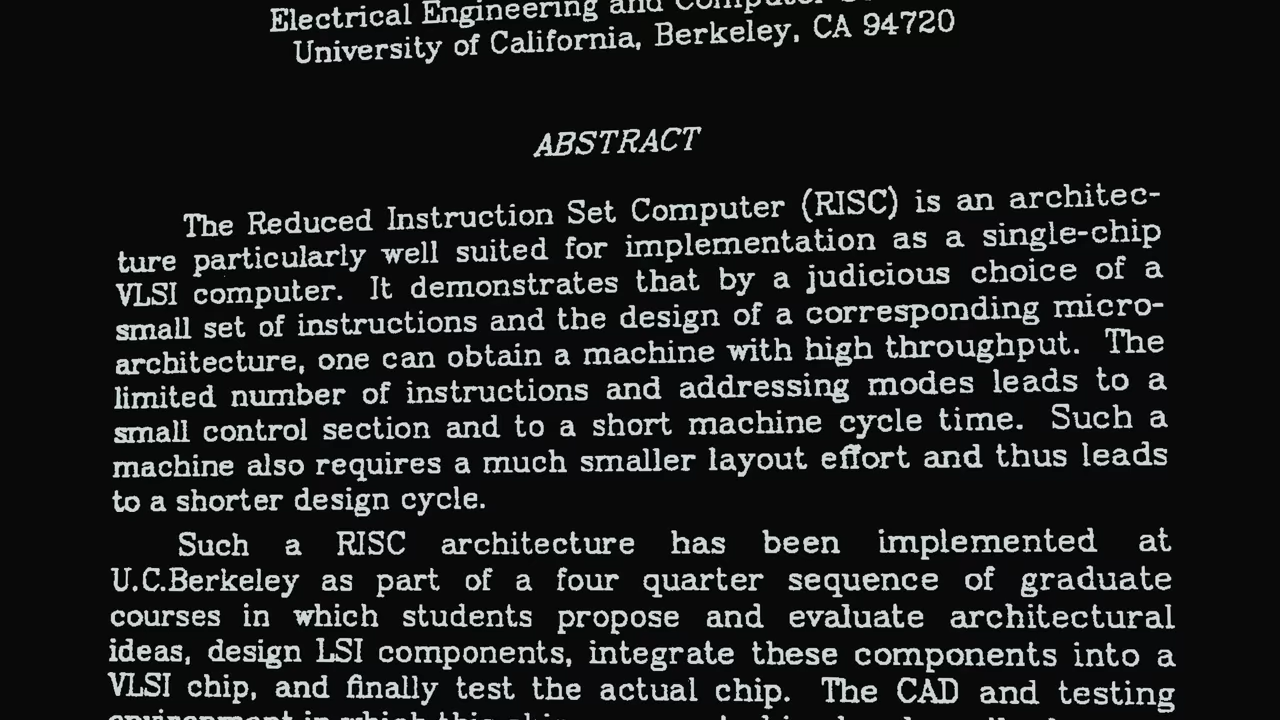 Electrical Engineering and Computer
University of California, Berkeley, CA 94720
ABSTRACT
The Reduced Instruction Set Computer (RISC) is an architec-
ture particularly well suited for implementation as a single-chip
VLSI computer. It demonstrates that by a judicious choice of a
small set of instructions and the design of a corresponding micro-
architecture, one can obtain a machine with high throughput. The
limited number of instructions and addressing modes leads to a
small control section and to a short machine cycle time. Such a
machine also requires a much smaller layout effort and thus leads
to a shorter design cycle.
Such a RISC architecture has been implemented at
U.C.Berkeley as part of a four quarter sequence of graduate
courses in which students propose and evaluate architectural
ideas, design LSI components, integrate these components into a
VLSI chip, and finally test the actual chip. The CAD and testing
environment in which this